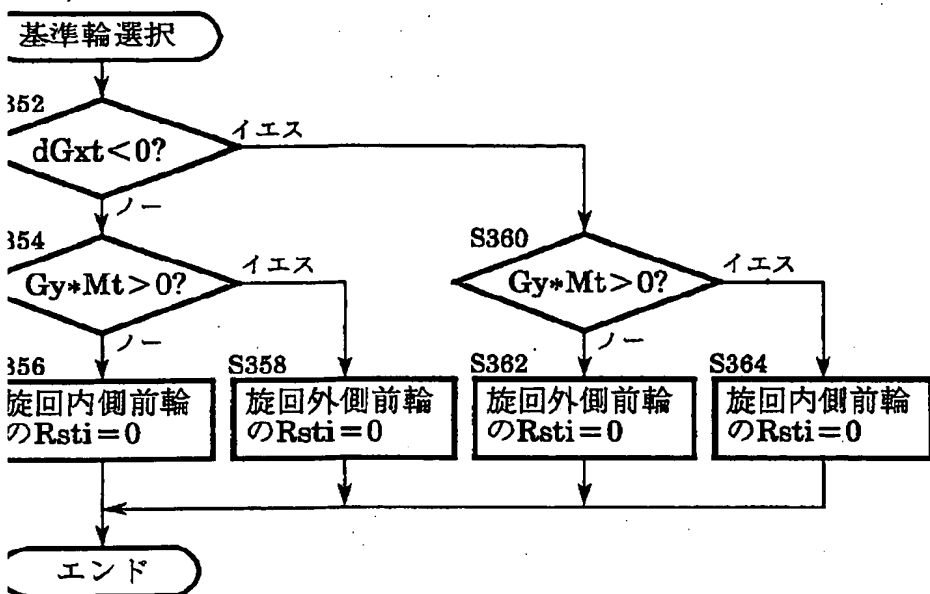 基準輪選択
352
dGxt<0?
イエス
ノー
354
Gy*Mt>0?
イエス
ノー
S360
Gy*Mt>0?
イエス
ノー
356
旋回内側前輪
のRsti=0
S358
旋回外側前輪
のRsti=0
S362
旋回外側前輪
のRsti=0
S364
旋回内側前輪
のRsti=0
エンド